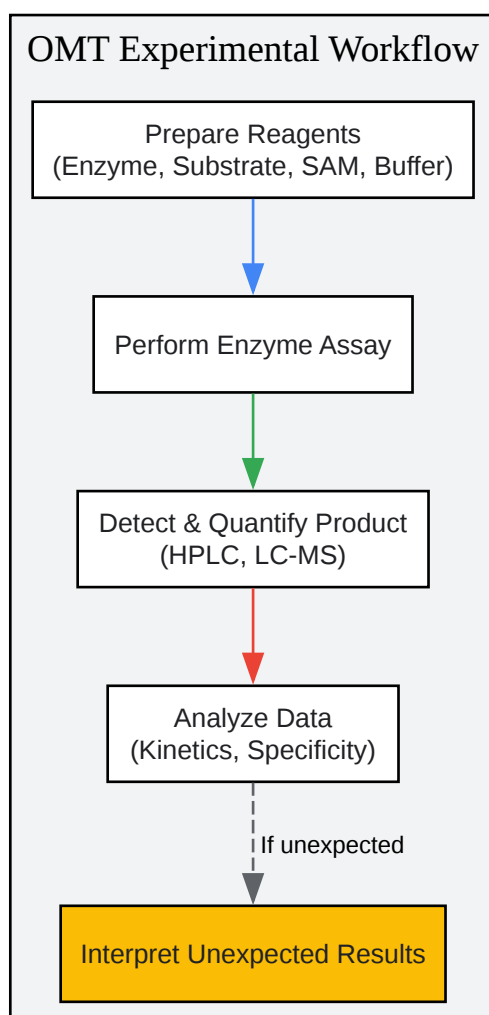 OMT Experimental Workflow
Prepare Reagents
(Enzyme, Substrate, SAM, Buffer)
Perform Enzyme Assay
Detect & Quantify Product
(HPLC, LC-MS)
Analyze Data
(Kinetics, Specificity)
If unexpected
Interpret Unexpected Results